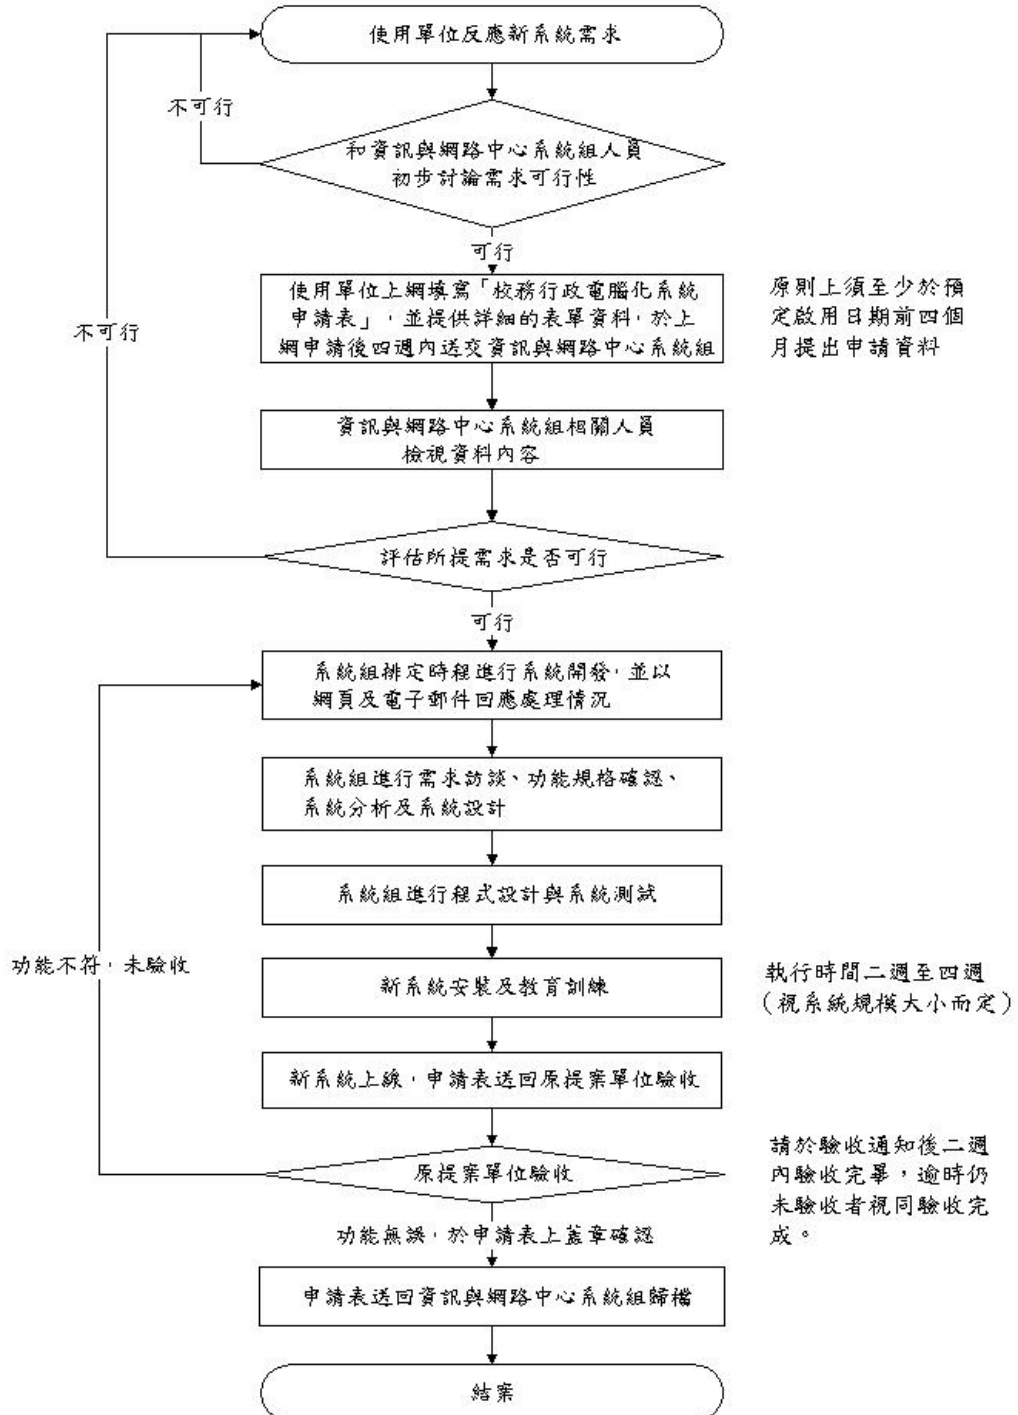 使用單位反應新系統需求
不可行
和資訊與網路中心系統組人員
初步討論需求可行性
可行
使用單位上網填寫「校務行政電腦化系統
申請表」，並提供詳細的表單資料，於上
網申請後四週內送交資訊與網路中心系統組
原則上須至少於預
定啟用日期前四個
月提出申請資料
不可行
資訊與網路中心系統組相關人員
檢視資料內容
評估所提需求是否可行
可行
系統組排定時程進行系統開發，並以
網頁及電子郵件回應處理情況
系統組進行需求訪談、功能規格確認、
系統分析及系統設計
系統組進行程式設計與系統測試
功能不符，未驗收
新系統安裝及教育訓練
執行時間二週至四週
（視系統規模大小而定）
新系統上線，申請表送回原提案單位驗收
原提案單位驗收
請於驗收通知後二週
內驗收完畢，逾時仍
未驗收者視同驗收完
成。
功能無誤，於申請表上蓋章確認
申請表送回資訊與網路中心系統組歸檔
結案